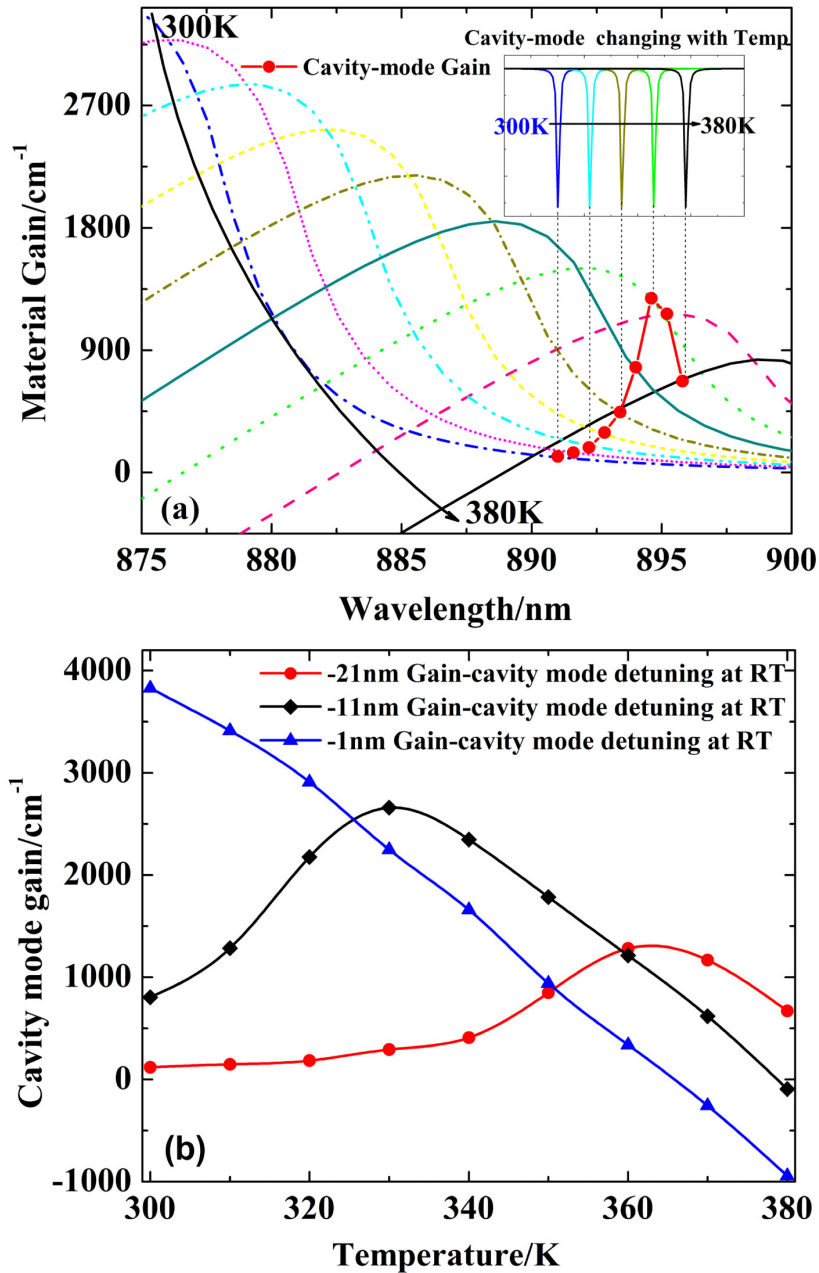 300K
Cavity-mode Gain
Cavity-mode changing with Temp
300K
380K
2700
1800
900
0
Material Gain/cm-1
(a)
380K
875 880 885 890 895 900
Wavelength/nm
4000
3000
2000
1000
0
-1000
Cavity mode gain/cm-1
-21nm Gain-cavity mode detuning at RT
-11nm Gain-cavity mode detuning at RT
-1nm Gain-cavity mode detuning at RT
(b)
300 320 340 360 380
Temperature/K